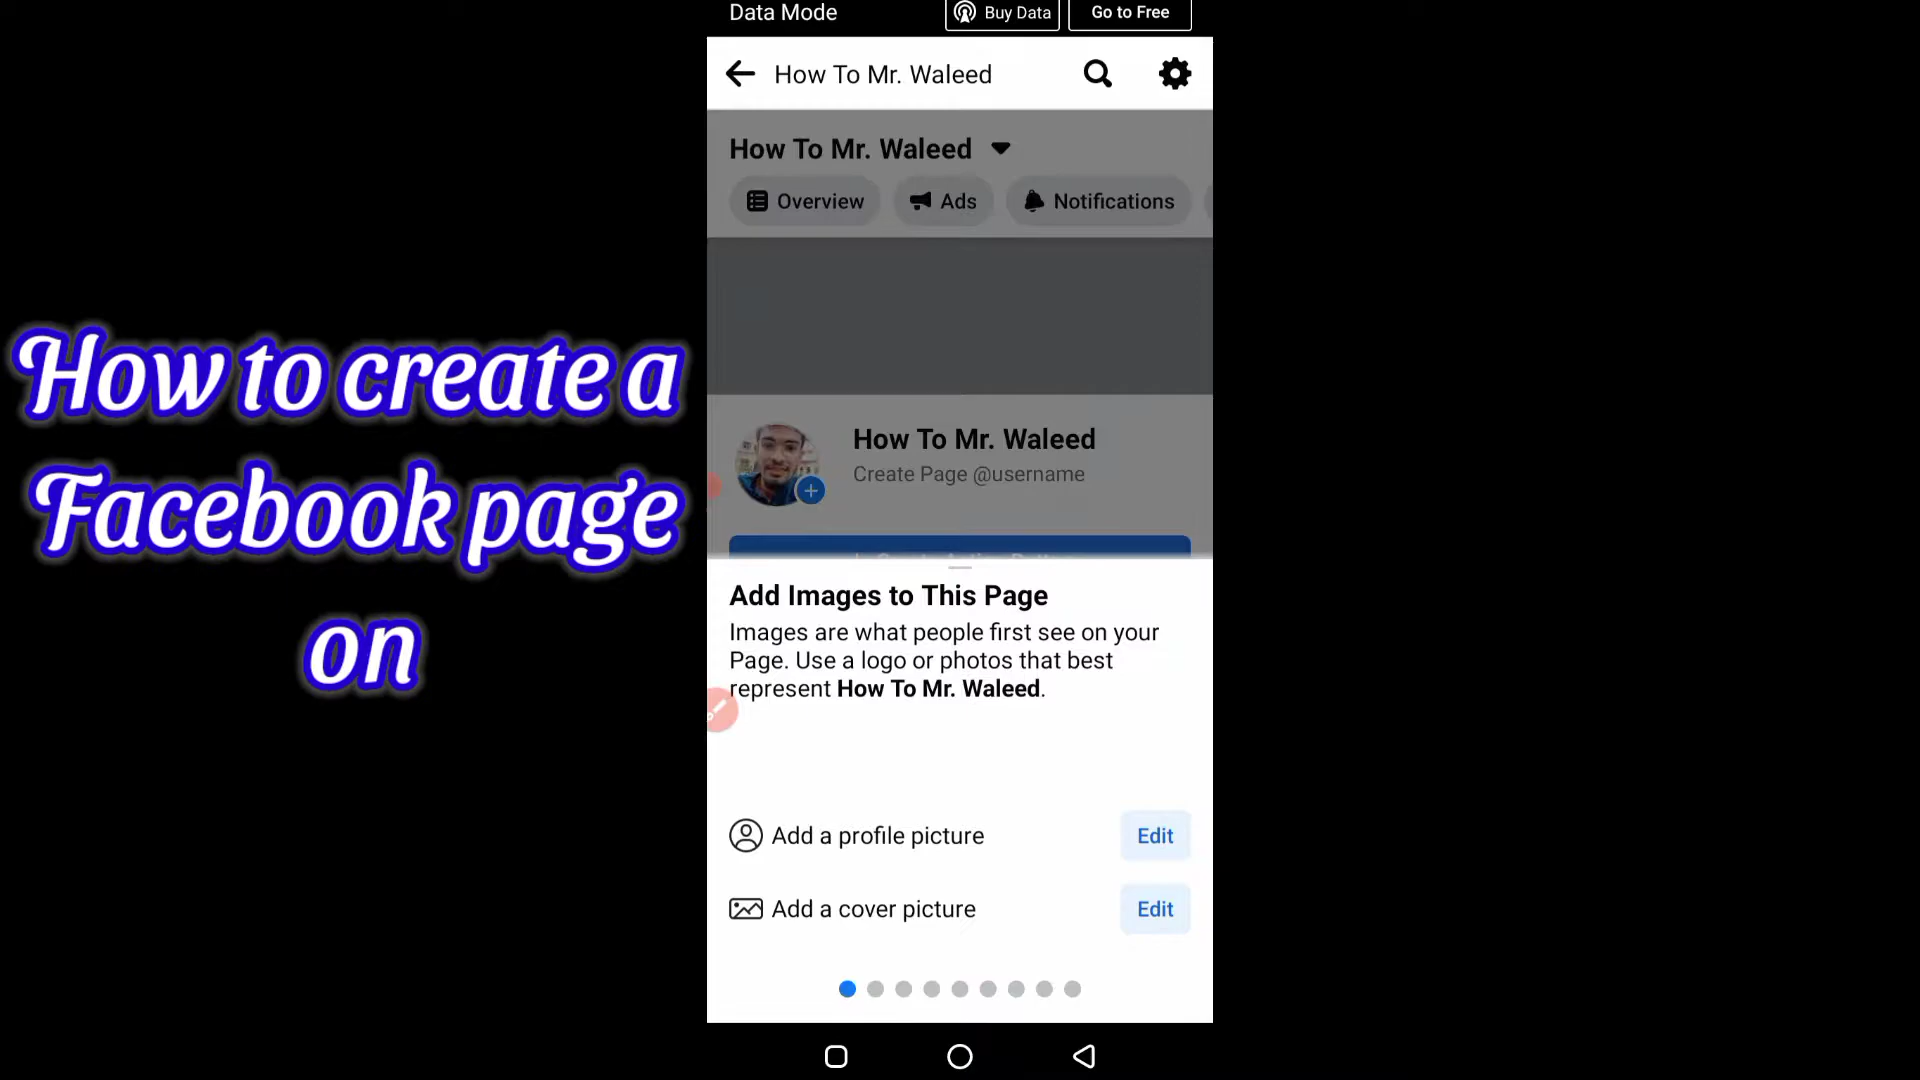 Data Mode
Buy Data
Go to Free
How To Mr. Waleed
How To Mr. Waleed
Overview
Ads
Notifications
How To Mr. Waleed
Create Page @username
How to create a
Facebook page
on
Add Images to This Page
Images are what people first see on your
Page. Use a logo or photos that best
represent How To Mr. Waleed.
Add a profile picture
Edit
Add a cover picture
Edit